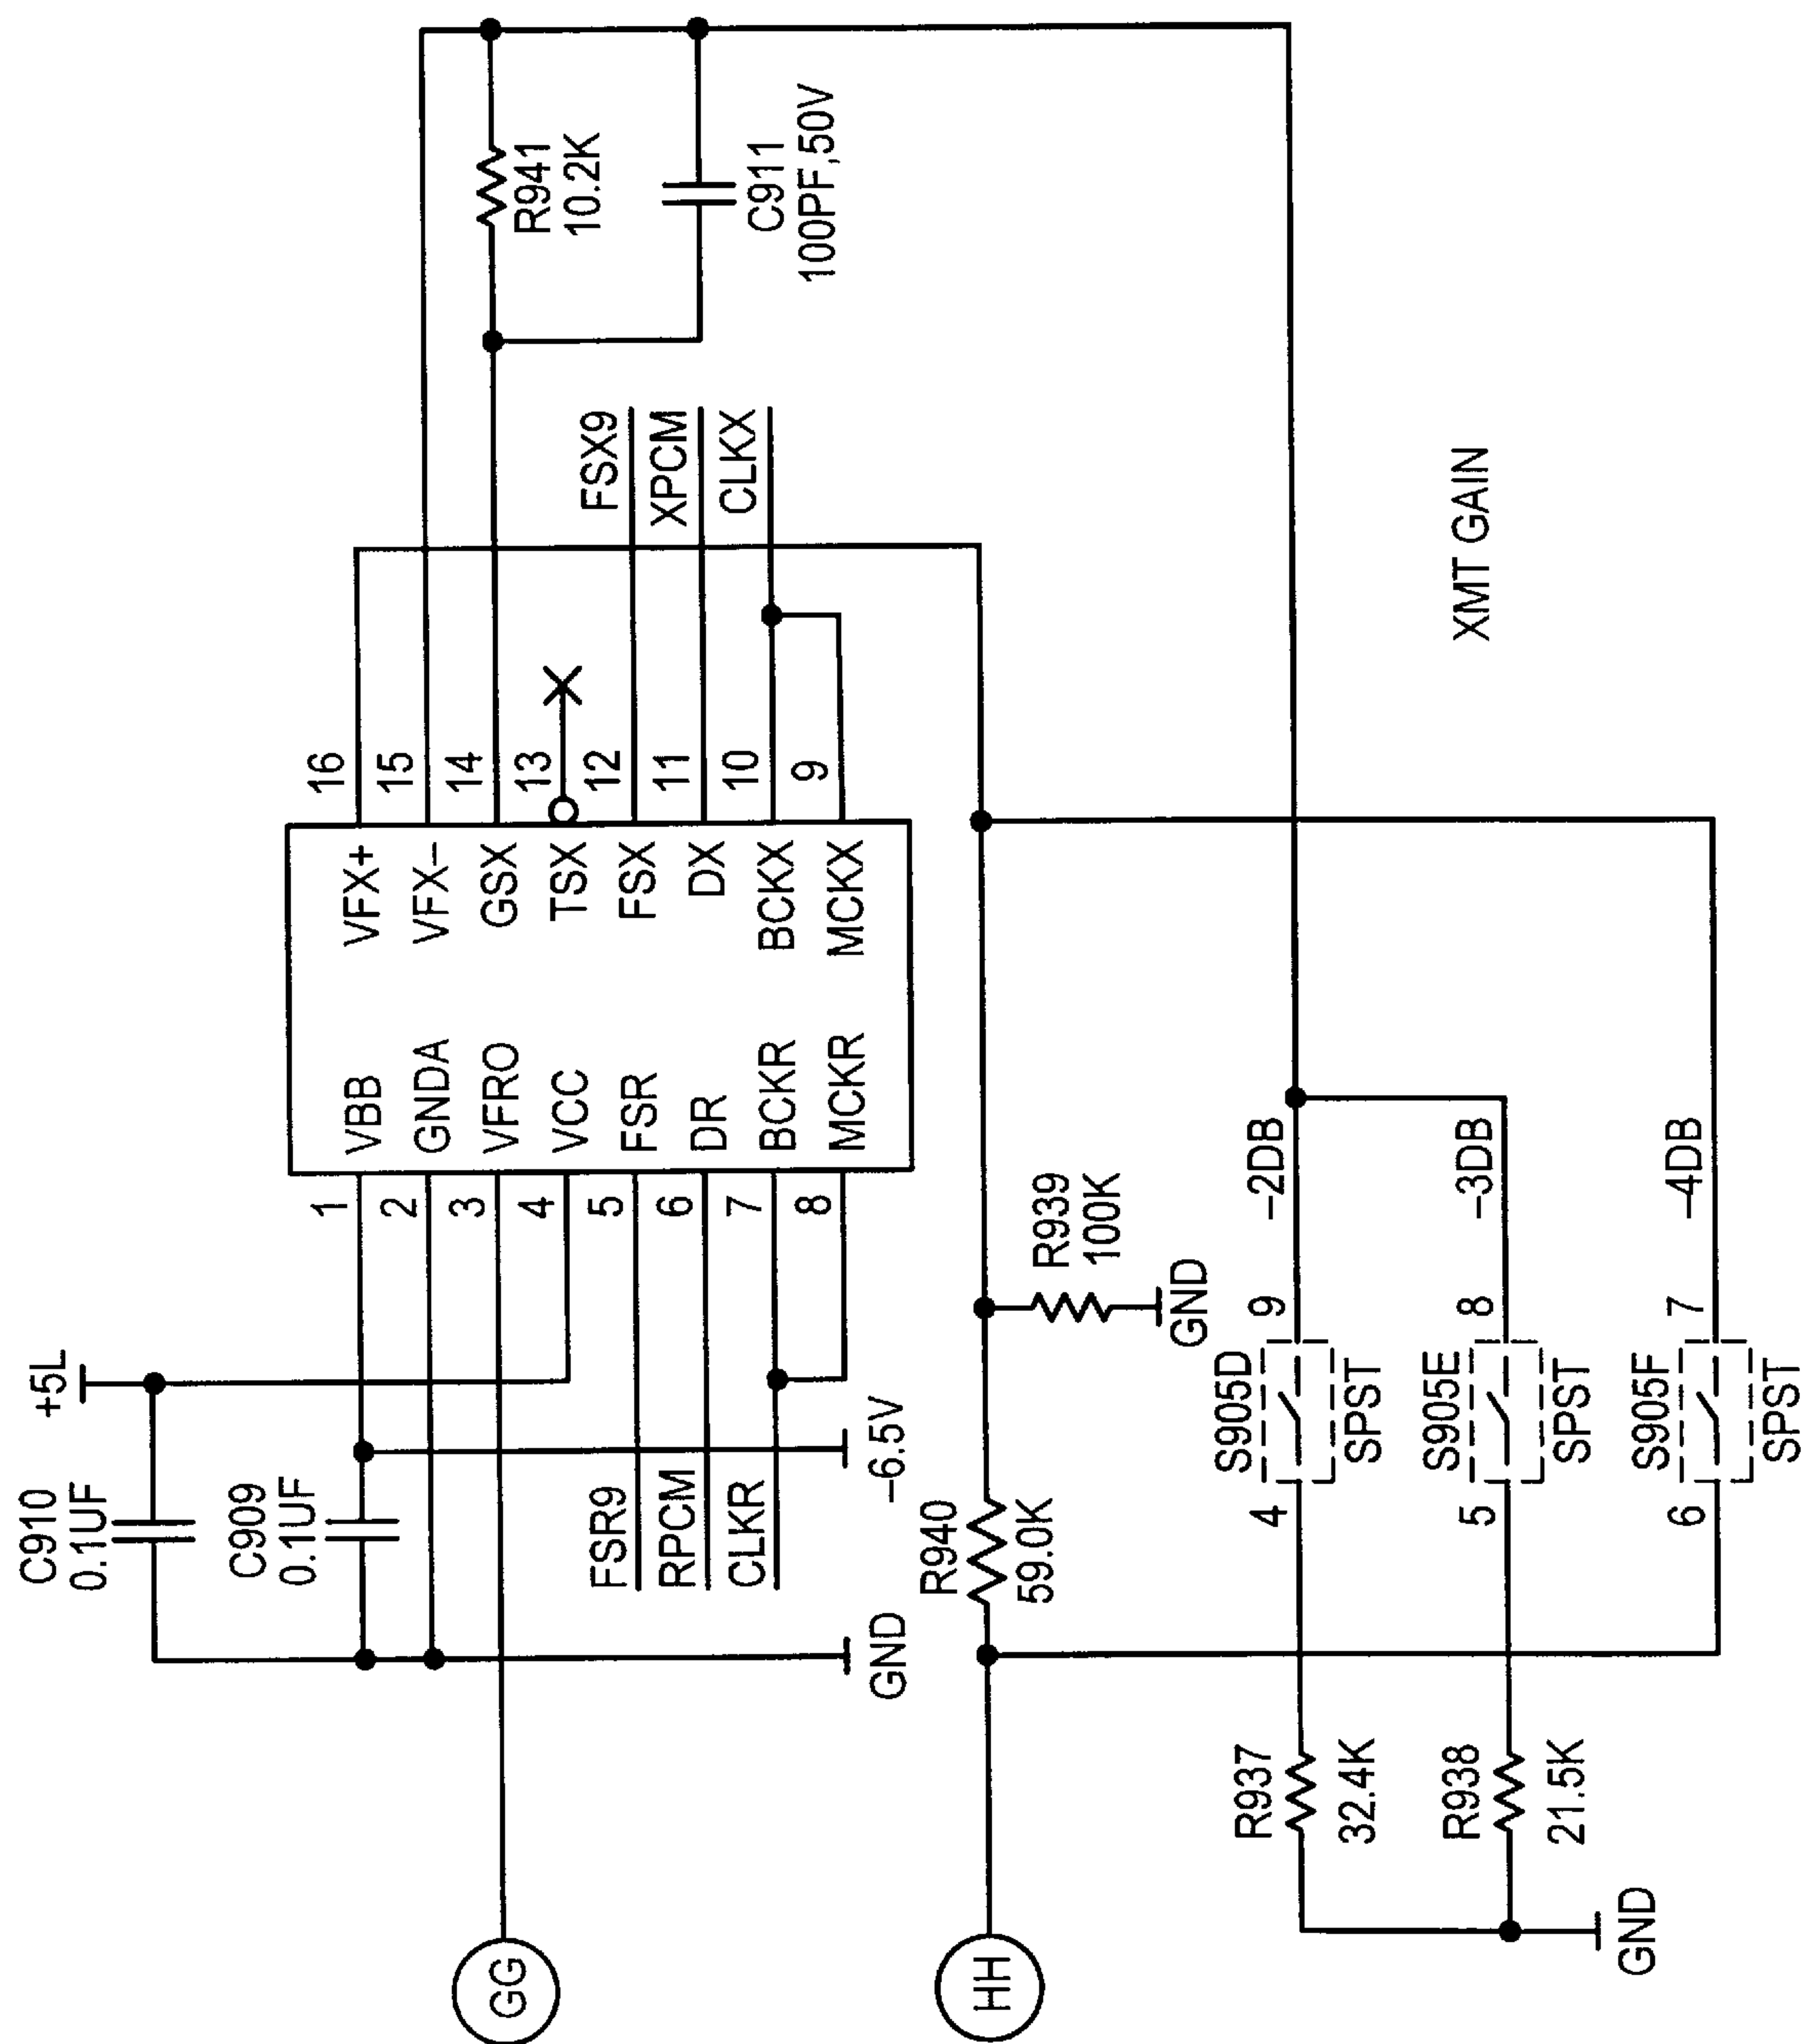 C910
0.1UF
+5L
C909
0.1UF
1
VBB
VFX+
16
2
GNDA
VFX–
15
GG
3
VFRO
GSX
14
R941
10.2K
4
VCC
TSX
13
FSR9
5
FSR
FSX
12
FSX9
RPCM
6
DR
DX
11
XPCM
C911
100PF,50V
CLKR
7
BCKR
BCKX
10
CLKX
8
MCKR
MCKX
9
GND
–6.5V
HH
R940
59.0K
R939
100K
GND
R937
32.4K
4
S905D
SPST
9
–2DB
R938
21.5K
5
S905E
SPST
8
–3DB
XMT GAIN
GND
6
S905F
SPST
7
–4DB